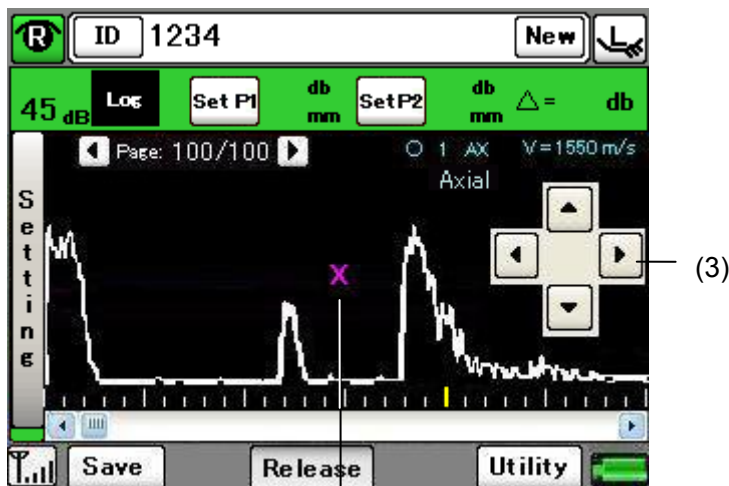 R ID 1234 New
45 dB Log Set P1 db mm Set P2 db mm △= db
Page: 100/100 O 1 AX V=1550 m/s
Axial
Setting
X
(3)
Save Release Utility